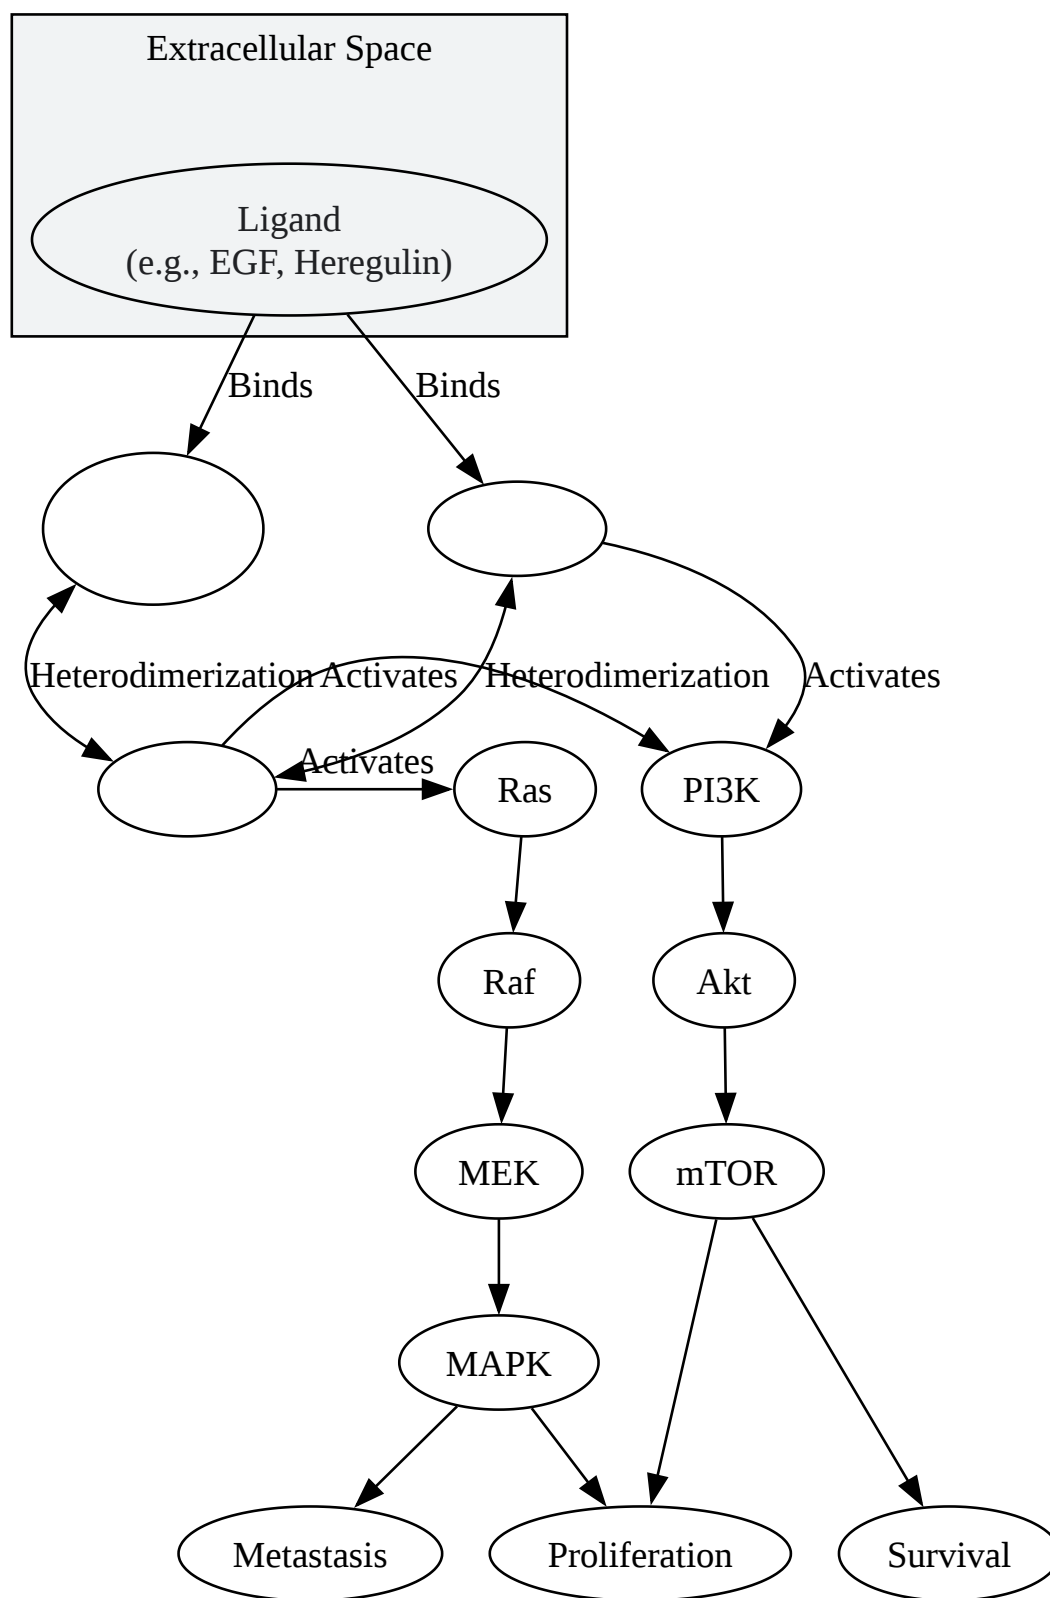 Extracellular Space
Ligand
(e.g., EGF, Heregulin)
Binds
Binds
Heterodimerization
Activates
Heterodimerization
Activates
Activates
Ras
PI3K
Raf
Akt
MEK
mTOR
MAPK
Metastasis
Proliferation
Survival